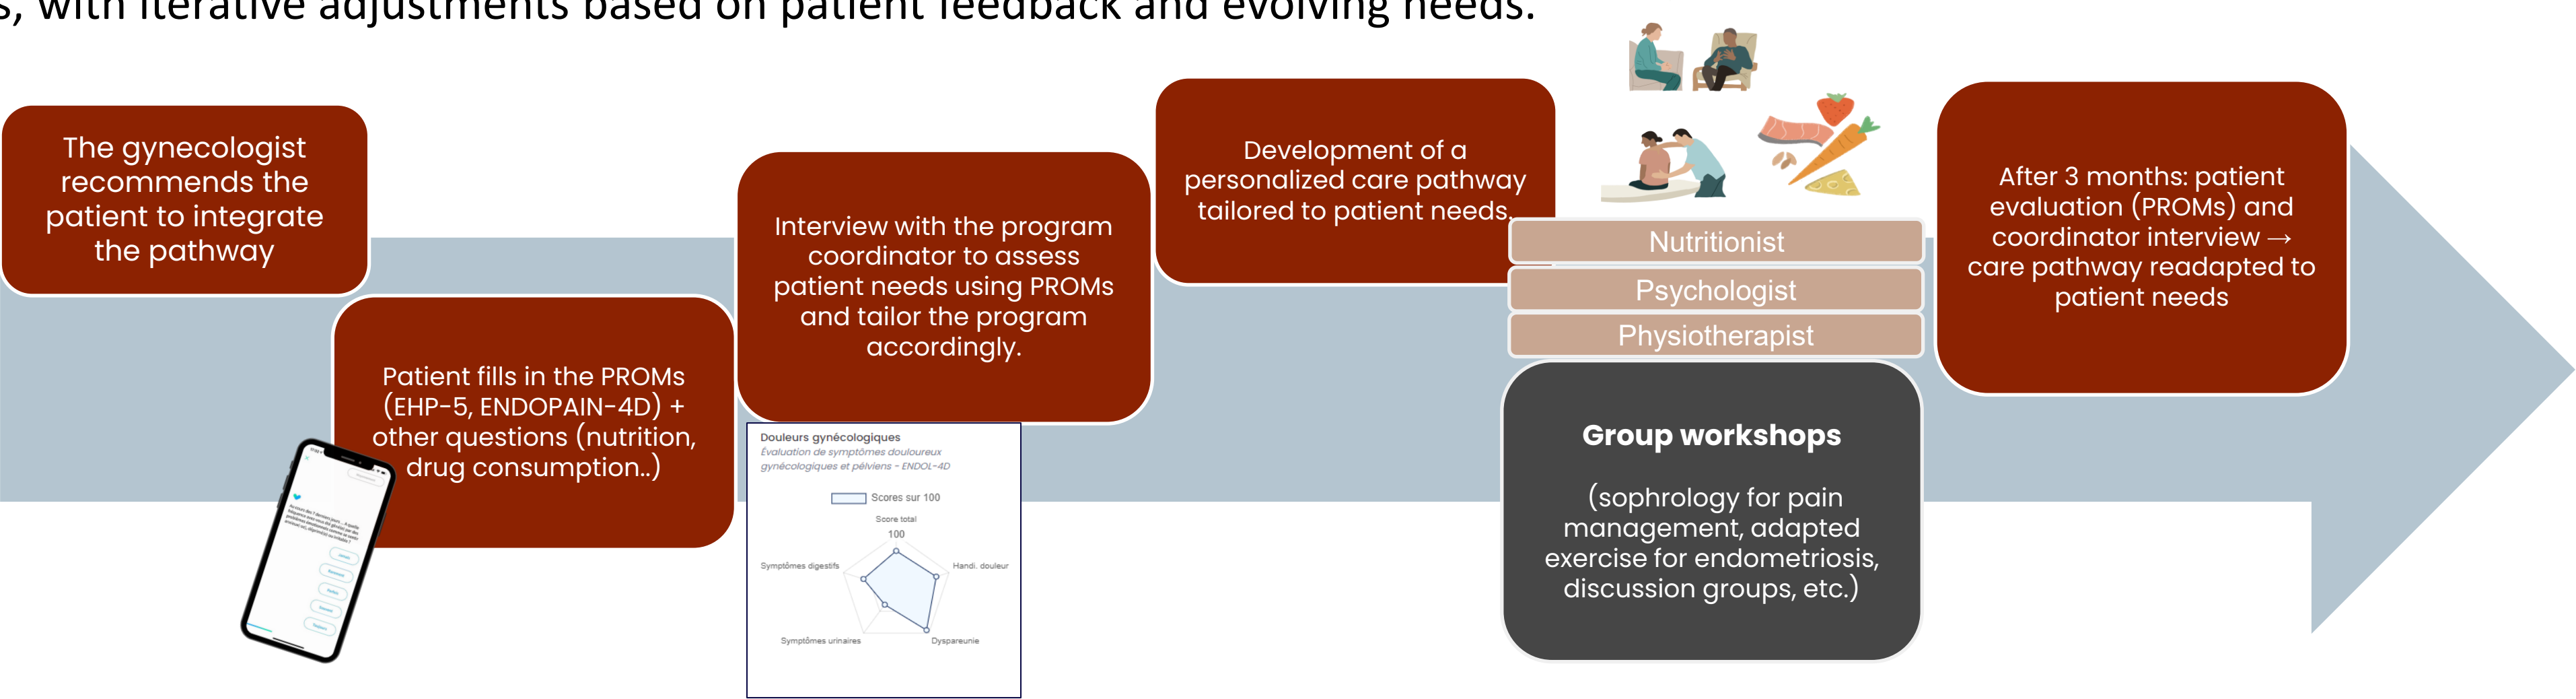 s, with iterative adjustments based on patient feedback and evolving needs.
The gynecologist
recommends the
patient to integrate
the pathway
Patient fills in the PROMs
(EHP-5, ENDOPAIN-4D) +
other questions (nutrition,
drug consumption..)
Interview with the program
coordinator to assess
patient needs using PROMs
and tailor the program
accordingly.
Douleurs gynécologiques
Évaluation de symptômes douloureux
gynécologiques et pélviens - ENDOL-4D
Scores sur 100
Score total
100
Symptômes digestifs
Handi. douleur
Symptômes urinaires
Dyspareunie
Development of a
personalized care pathway
tailored to patient needs.
Nutritionist
Psychologist
Physiotherapist
Group workshops
(sophrology for pain
management, adapted
exercise for endometriosis,
discussion groups, etc.)
After 3 months: patient
evaluation (PROMs) and
coordinator interview →
care pathway readapted to
patient needs